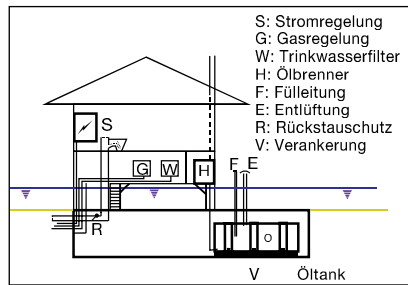 S: Stromregelung
G: Gasregelung
W: Trinkwasserfilter
H: Ölbrenner
F: Fülleitung
E: Entlüftung
R: Rückstauschutz
V: Verankerung
S
G W H F E
R
O
V Öltank